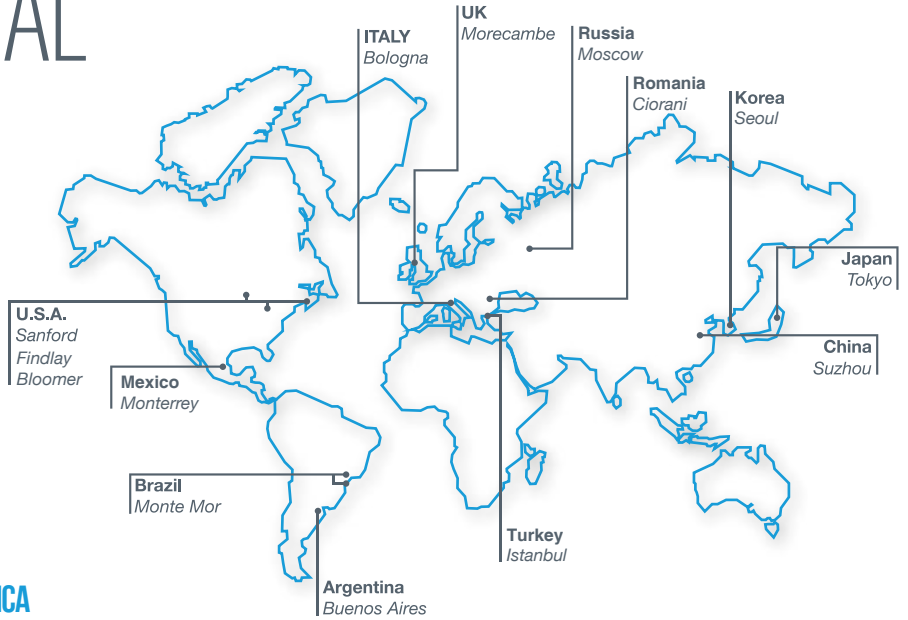 AL
UK
Morecambe
ITALY
Bologna
Russia
Moscow
Romania
Ciorani
Korea
Seoul
Japan
Tokyo
U.S.A.
Sanford
Findlay
Bloomer
China
Suzhou
Mexico
Monterrey
Brazil
Monte Mor
Turkey
Istanbul
Argentina
Buenos Aires
ICA